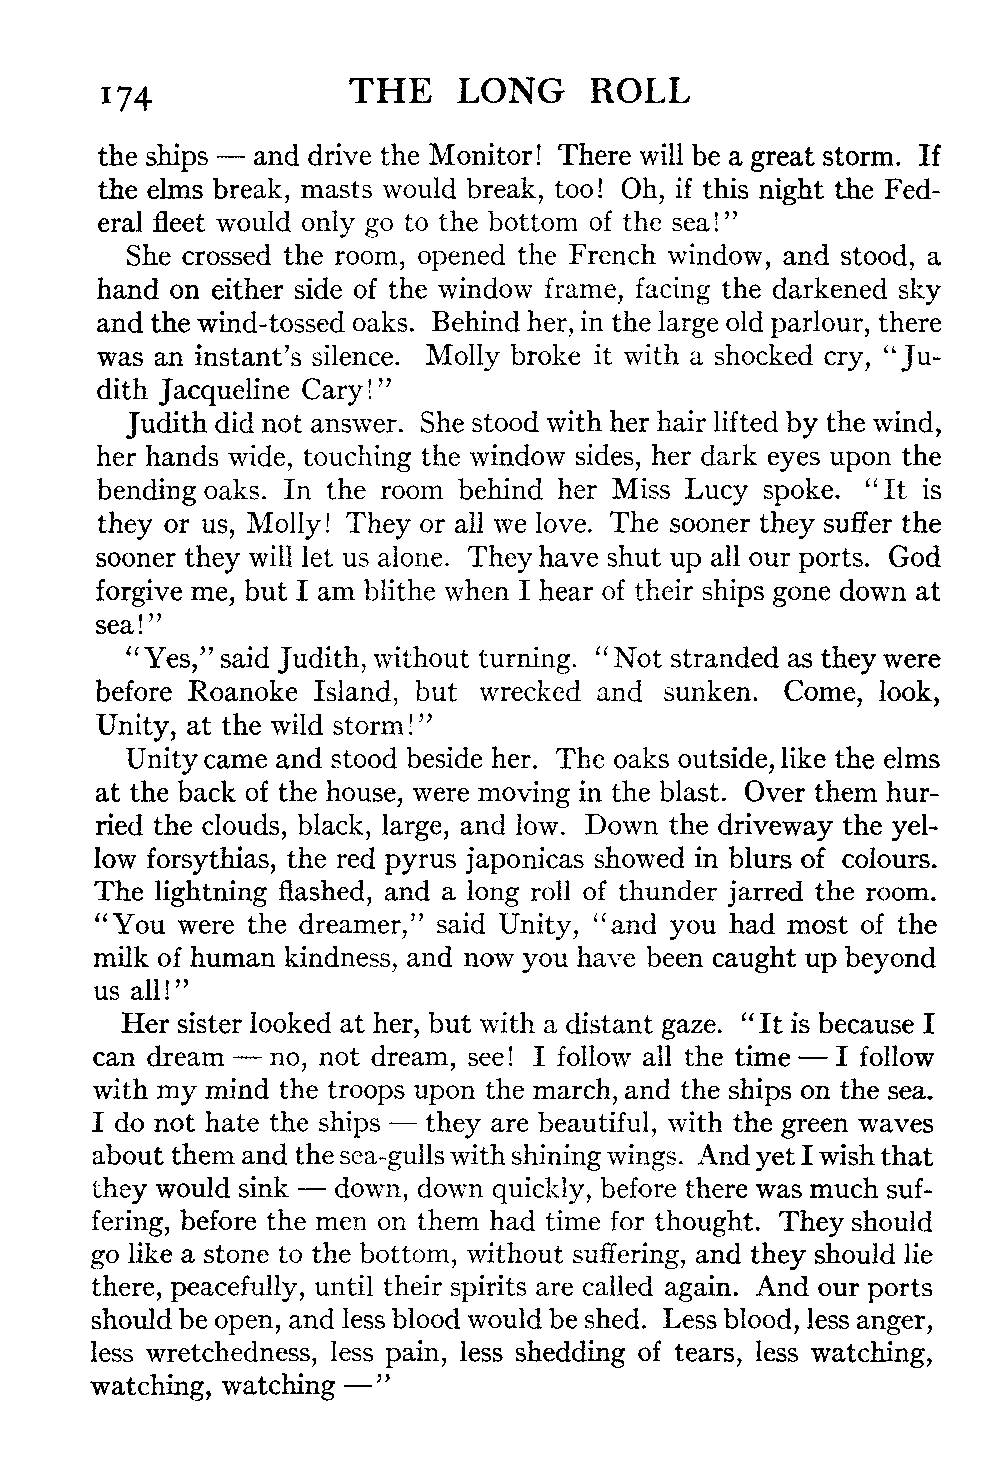 174 THE LONG ROLL
the ships — and drive the Monitor! There will be a great storm. If
the elms break, masts would break, too! Oh, if this night the Fed-
eral fleet would only go to the bottom of the sea!"
She crossed the room, opened the French window, and stood, a
hand on either side of the window frame, facing the darkened sky
and the wind-tossed oaks. Behind her, in the large old parlour, there
was an instant's silence. Molly broke it with a shocked cry, "Ju-
dith Jacqueline Cary!"
Judith did not answer. She stood with her hair lifted by the wind,
her hands wide, touching the window sides, her dark eyes upon the
bending oaks. In the room behind her Miss Lucy spoke. "It is
they or us, Molly! They or all we love. The sooner they suffer the
sooner they will let us alone. They have shut up all our ports. God
forgive me, but I am blithe when I hear of their ships gone down at
sea!"
"Yes," said Judith, without turning. "Not stranded as they were
before Roanoke Island, but wrecked and sunken. Come, look,
Unity, at the wild storm!"
Unity came and stood beside her. The oaks outside, like the elms
at the back of the house, were moving in the blast. Over them hur-
ried the clouds, black, large, and low. Down the driveway the yel-
low forsythias, the red pyrus japonicas showed in blurs of colours.
The lightning flashed, and a long roll of thunder jarred the room.
"You were the dreamer," said Unity, "and you had most of the
milk of human kindness, and now you have been caught up beyond
us all!"
Her sister looked at her, but with a distant gaze. "It is because I
can dream — no, not dream, see! I follow all the time — I follow
with my mind the troops upon the march, and the ships on the sea.
I do not hate the ships — they are beautiful, with the green waves
about them and the sea-gulls with shining wings. And yet I wish that
they would sink — down, down quickly, before there was much suf-
fering, before the men on them had time for thought. They should
go like a stone to the bottom, without suffering, and they should lie
there, peacefully, until their spirits are called again. And our ports
should be open, and less blood would be shed. Less blood, less anger,
less wretchedness, less pain, less shedding of tears, less watching,
watching, watching —"